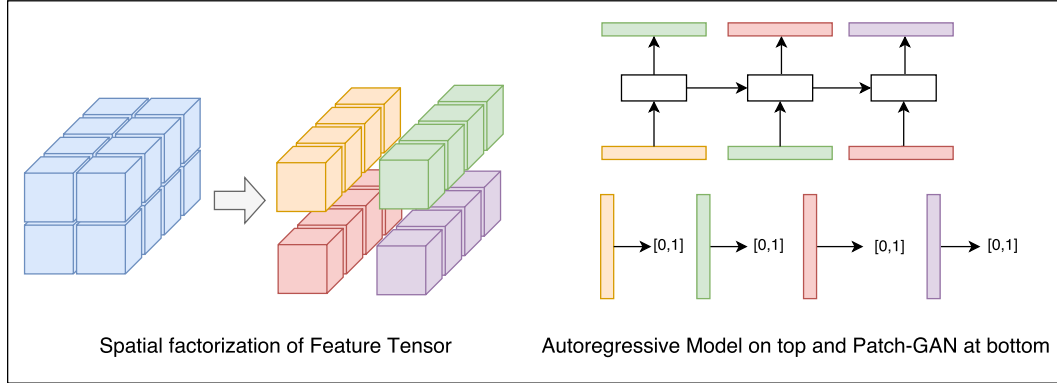 [0,1] [0,1] [0,1] [0,1]
Spatial factorization of Feature Tensor
Autoregressive Model on top and Patch-GAN at bottom